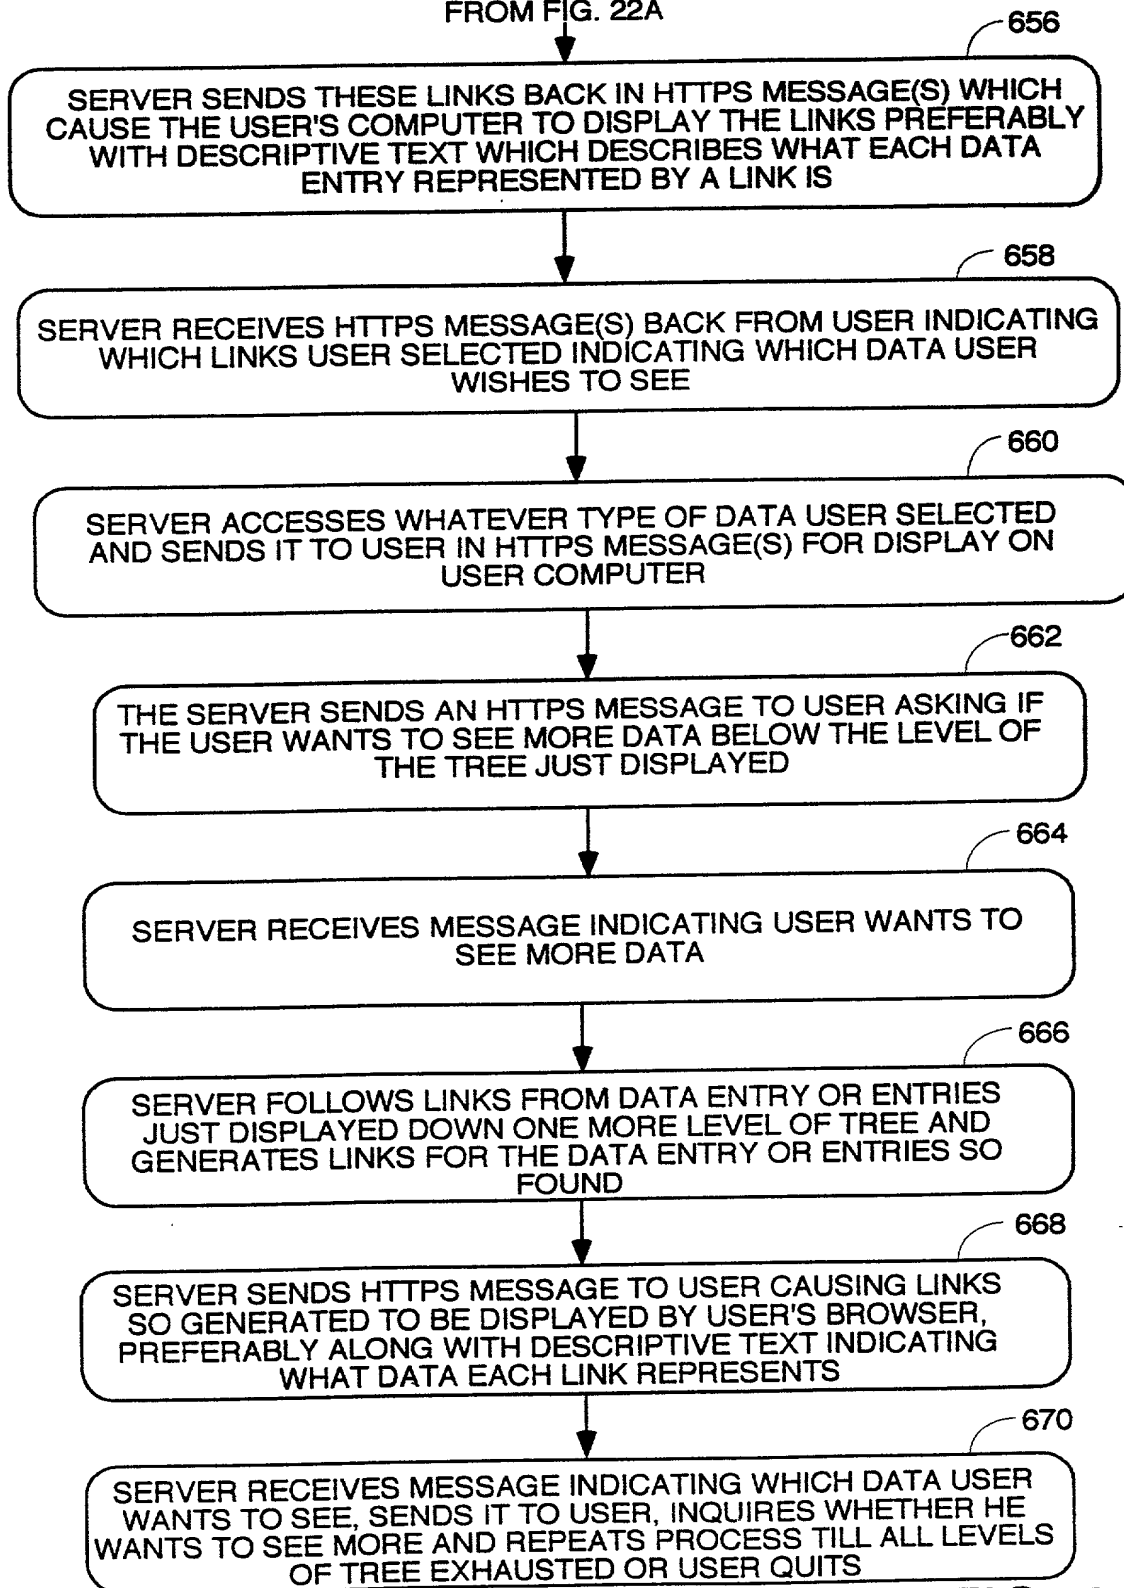 FROM FIG. 22A
656
SERVER SENDS THESE LINKS BACK IN HTTPS MESSAGE(S) WHICH
CAUSE THE USER'S COMPUTER TO DISPLAY THE LINKS PREFERABLY
WITH DESCRIPTIVE TEXT WHICH DESCRIBES WHAT EACH DATA
ENTRY REPRESENTED BY A LINK IS
658
SERVER RECEIVES HTTPS MESSAGE(S) BACK FROM USER INDICATING
WHICH LINKS USER SELECTED INDICATING WHICH DATA USER
WISHES TO SEE
660
SERVER ACCESSES WHATEVER TYPE OF DATA USER SELECTED
AND SENDS IT TO USER IN HTTPS MESSAGE(S) FOR DISPLAY ON
USER COMPUTER
662
THE SERVER SENDS AN HTTPS MESSAGE TO USER ASKING IF
THE USER WANTS TO SEE MORE DATA BELOW THE LEVEL OF
THE TREE JUST DISPLAYED
664
SERVER RECEIVES MESSAGE INDICATING USER WANTS TO
SEE MORE DATA
666
SERVER FOLLOWS LINKS FROM DATA ENTRY OR ENTRIES
JUST DISPLAYED DOWN ONE MORE LEVEL OF TREE AND
GENERATES LINKS FOR THE DATA ENTRY OR ENTRIES SO
FOUND
668
SERVER SENDS HTTPS MESSAGE TO USER CAUSING LINKS
SO GENERATED TO BE DISPLAYED BY USER'S BROWSER,
PREFERABLY ALONG WITH DESCRIPTIVE TEXT INDICATING
WHAT DATA EACH LINK REPRESENTS
670
SERVER RECEIVES MESSAGE INDICATING WHICH DATA USER
WANTS TO SEE, SENDS IT TO USER, INQUIRES WHETHER HE
WANTS TO SEE MORE AND REPEATS PROCESS TILL ALL LEVELS
OF TREE EXHAUSTED OR USER QUITS